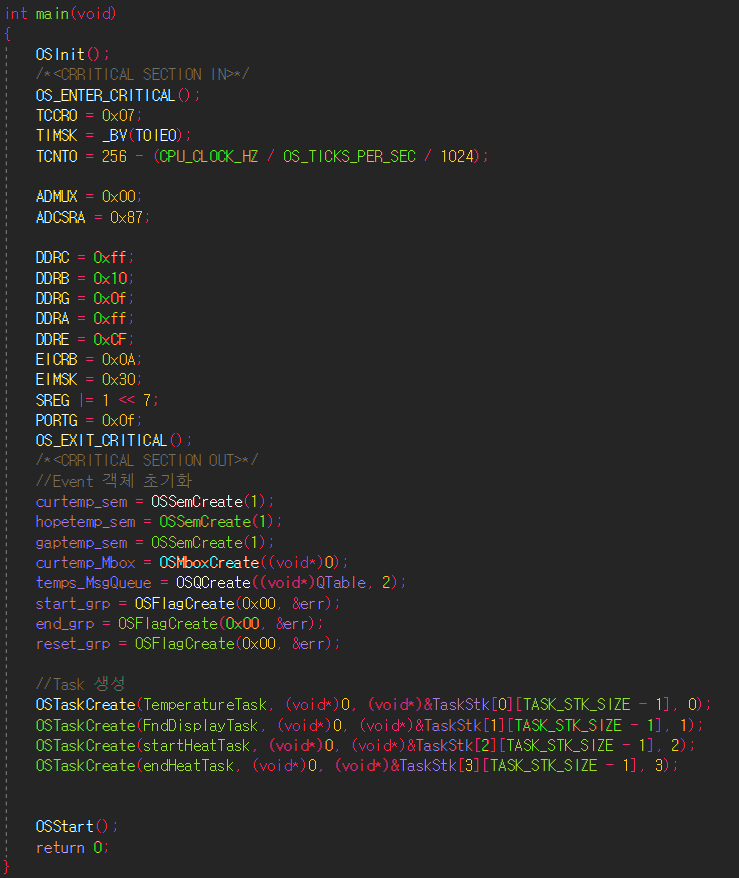 int main(void)
{
OSInit();
/*<CRRITICAL SECTION IN>*/
OS_ENTER_CRITICAL();
TCCR0 = 0x07;
TIMSK = _BV(TOIE0);
TCNT0 = 256 - (CPU_CLOCK_HZ / OS_TICKS_PER_SEC / 1024);
ADMUX = 0x00;
ADCSRA = 0x87;
DDRC = 0xff;
DDRB = 0x10;
DDRG = 0x0f;
DDRA = 0xff;
DDRE = 0xCF;
EICRB = 0x0A;
EIMSK = 0x30;
SREG |= 1 << 7;
PORTG = 0x0f;
OS_EXIT_CRITICAL();
/*<CRRITICAL SECTION OUT>*/
//Event 객체 초기화
curtemp_sem = OSSemCreate(1);
hopetemp_sem = OSSemCreate(1);
gaptemp_sem = OSSemCreate(1);
curtemp_Mbox = OSMboxCreate((void*)0);
temps_MsgQueue = OSQCreate((void*)QTable, 2);
start_grp = OSFlagCreate(0x00, &err);
end_grp = OSFlagCreate(0x00, &err);
reset_grp = OSFlagCreate(0x00, &err);
//Task 생성
OSTaskCreate(TemperatureTask, (void*)0, (void*)&TaskStk[0][TASK_STK_SIZE - 1], 0);
OSTaskCreate(FndDisplayTask, (void*)0, (void*)&TaskStk[1][TASK_STK_SIZE - 1], 1);
OSTaskCreate(startHeatTask, (void*)0, (void*)&TaskStk[2][TASK_STK_SIZE - 1], 2);
OSTaskCreate(endHeatTask, (void*)0, (void*)&TaskStk[3][TASK_STK_SIZE - 1], 3);
OSStart();
return 0;
}